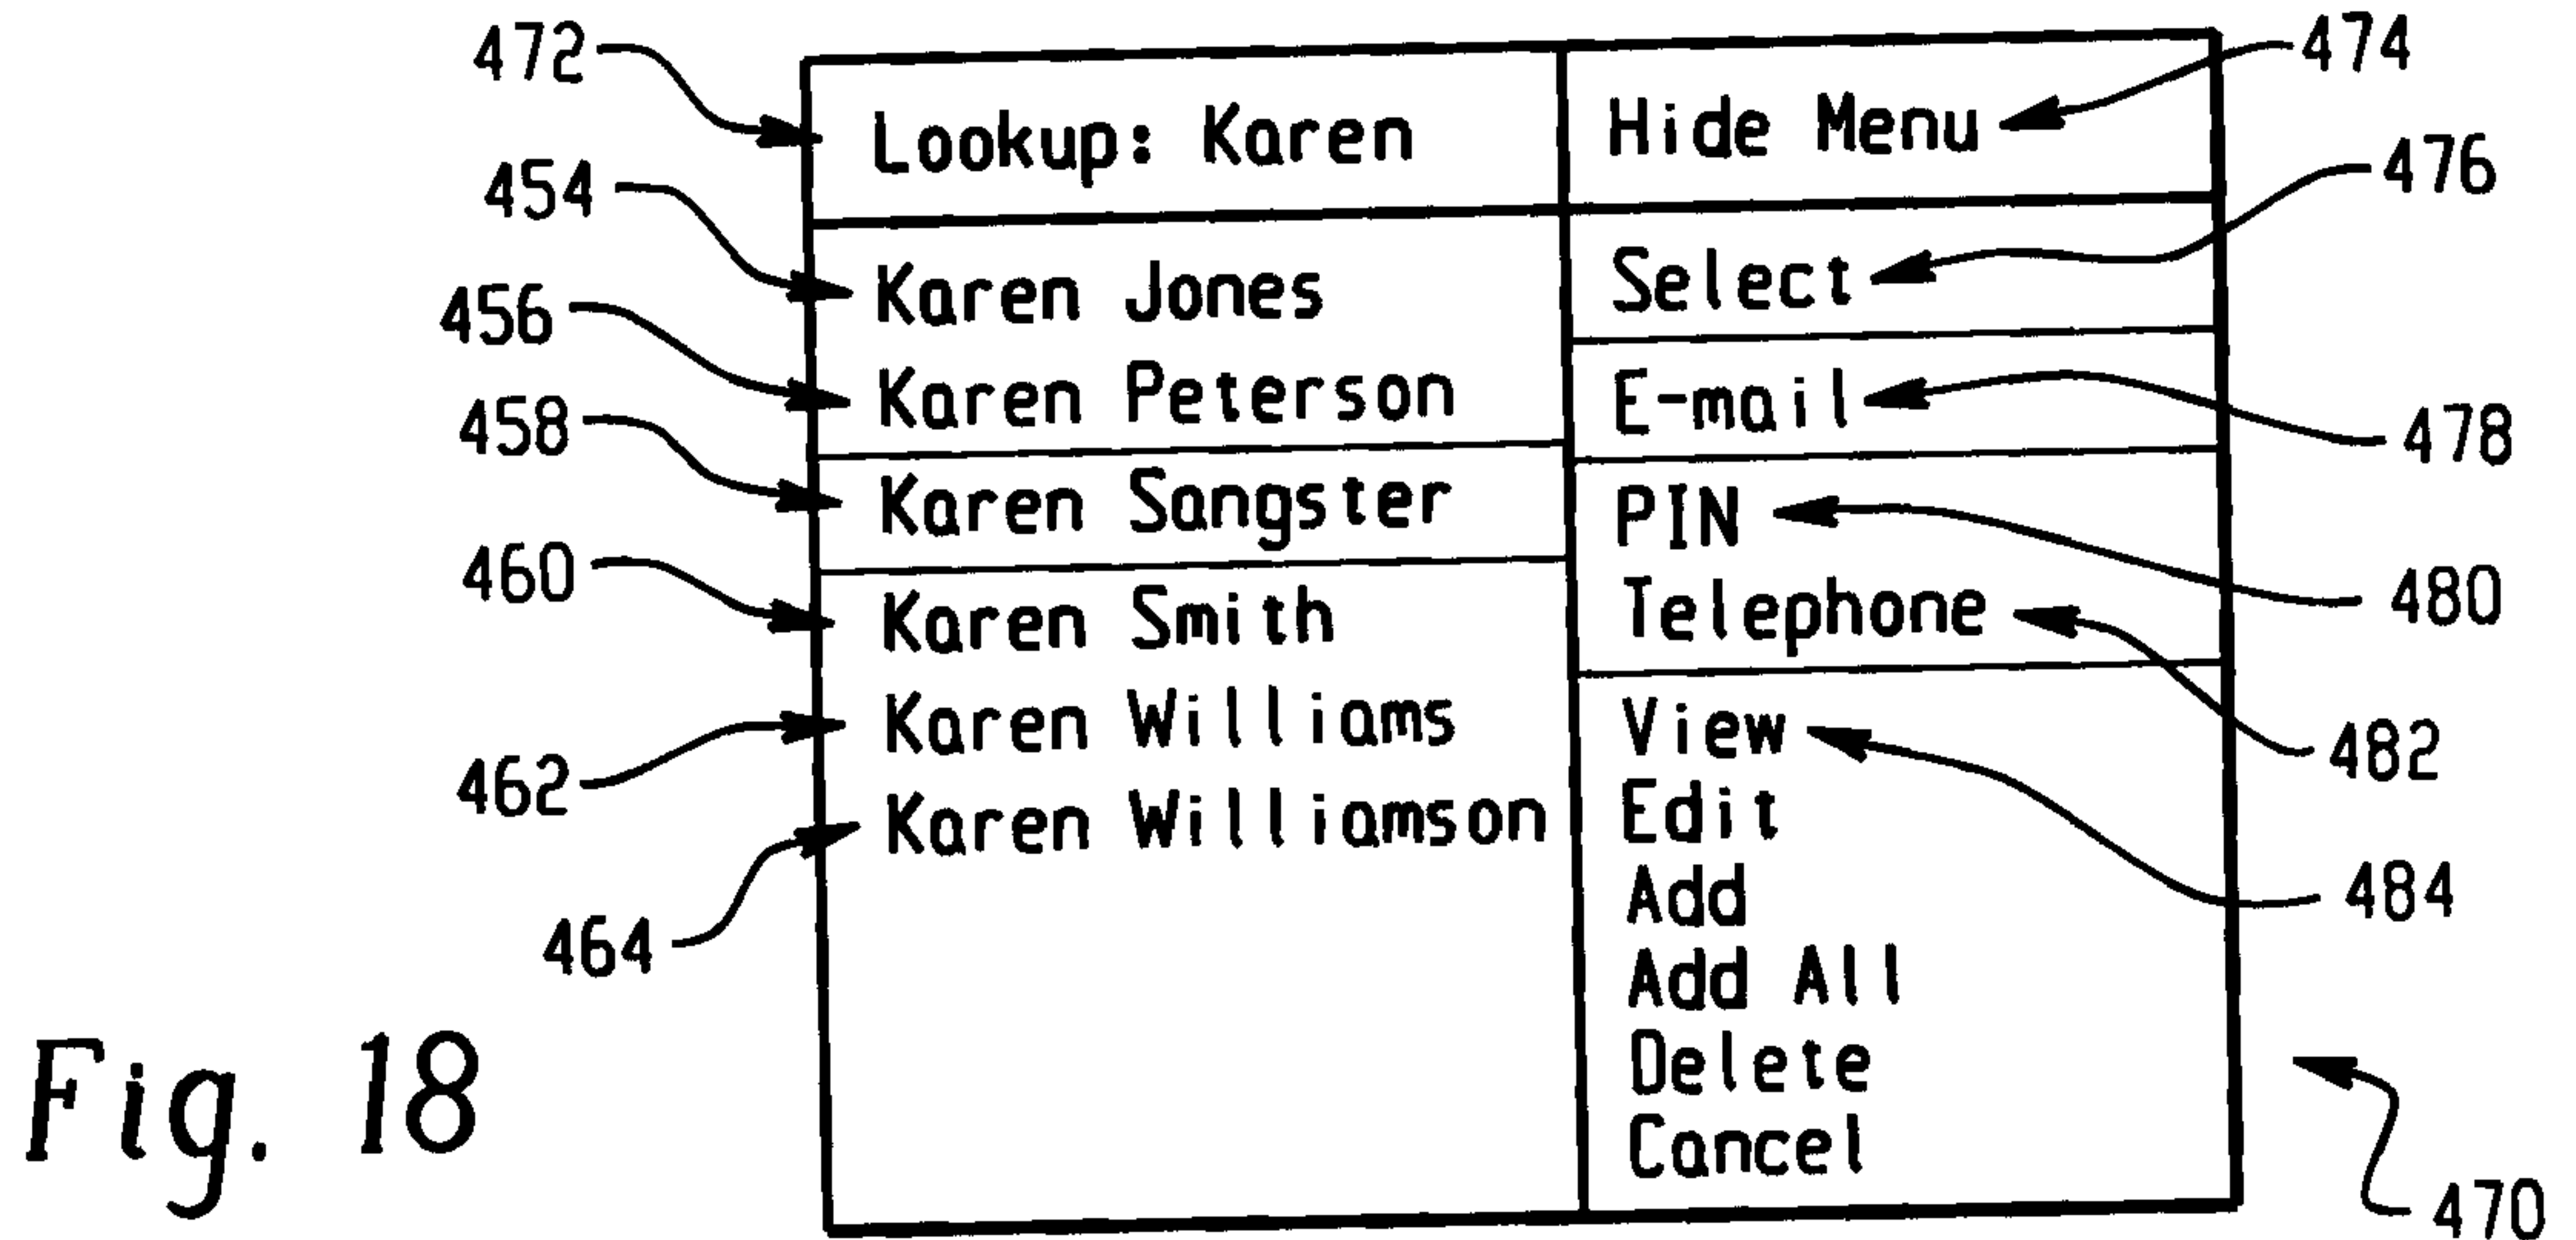 472
474
Lookup: Karen
Hide Menu
454
476
Karen Jones
Select
456
Karen Peterson
E-mail
458
478
Karen Sangster
PIN
460
480
Karen Smith
Telephone
462
482
Karen Williams
View
Karen Williamson
Edit
484
464
Add
Add All
Delete
Cancel
470
Fig. 18